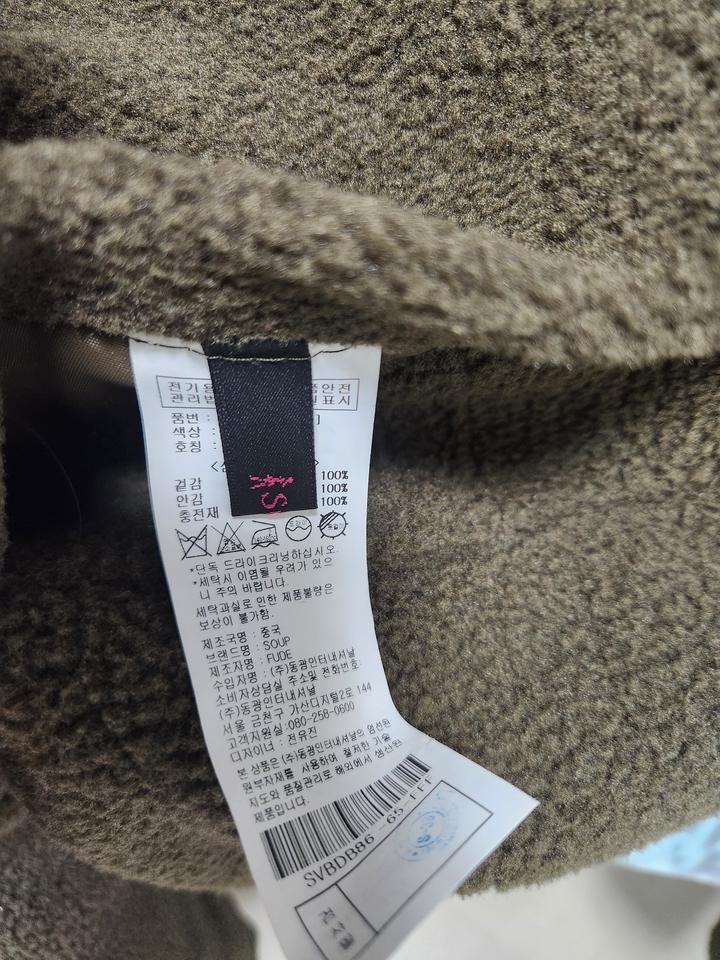 전기용 품안전
관리법 일표시
품번 :
색상 :
호칭 :
겉감 100%
안감 100%
충전재 100%
*단독 드라이크리닝하십시오.
*세탁시 이염될 우려가 있으
니 주의 바랍니다.
세탁과실로 인한 제품불량은
보상이 불가함.
제조국명 : 중국
브랜드명 : SOUP
제조자명 : FUDE
수입자명 : (주)동광인터내셔널
소비자상담실 주소및 전화번호:
(주)동광인터내셔널
서울 금천구 가산디지털2로 144
고객지원실:080-258-0600
디자이너 : 전유진
본 상품은 (주)동광인터내셔널의 엄선된
원부자재를 사용하여 철저한 기술
지도와 품질관리로 해외에서 생산된
제품입니다.
SVBDB86-65-EEE